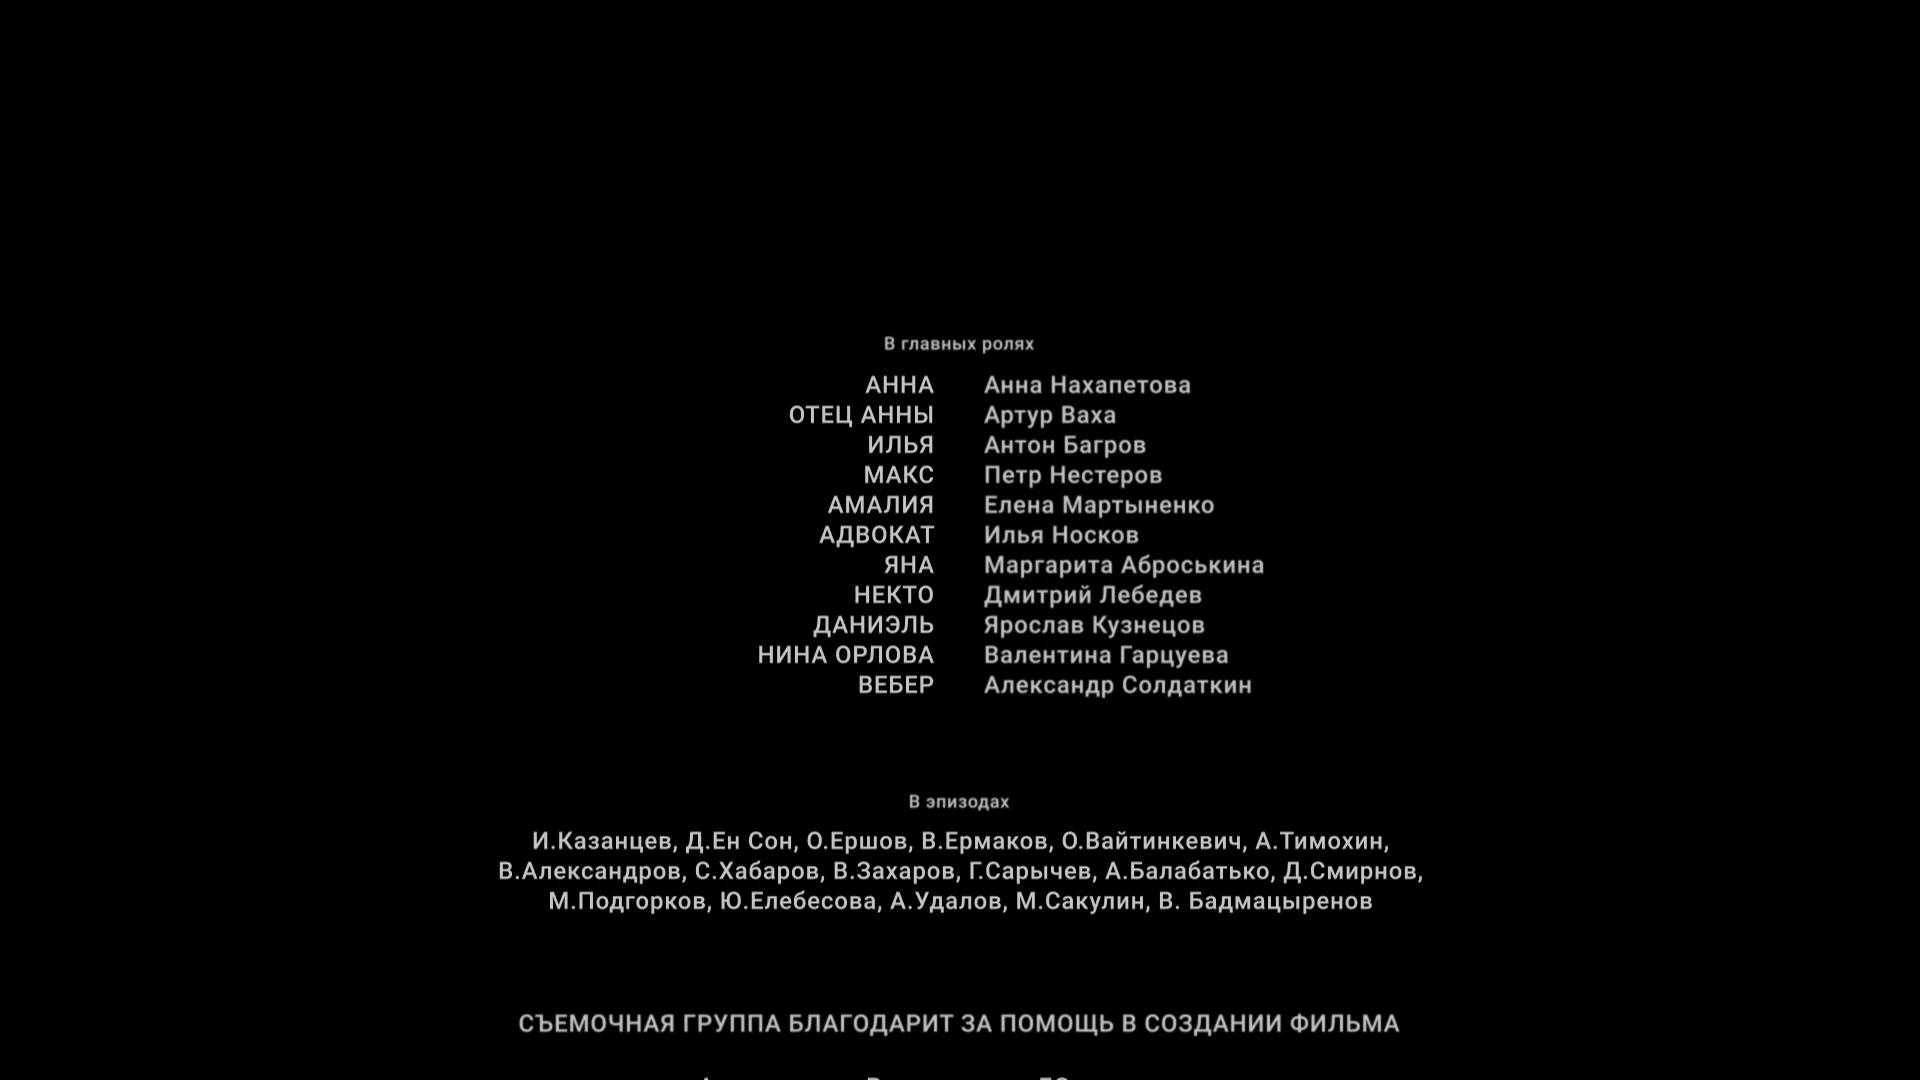 В главных ролях
АННА Анна Нахапетова
ОТЕЦ АННЫ Артур Ваха
ИЛЬЯ Антон Багров
МАКС Петр Нестеров
АМАЛИЯ Елена Мартыненко
АДВОКАТ Илья Носков
ЯНА Маргарита Аброськина
НЕКТО Дмитрий Лебедев
ДАНИЭЛЬ Ярослав Кузнецов
НИНА ОРЛОВА Валентина Гарцуева
ВЕБЕР Александр Солдаткин
В эпизодах
И.Казанцев, Д.Ен Сон, О.Ершов, В.Ермаков, О.Вайтинкевич, А.Тимохин,
В.Александров, С.Хабаров, В.Захаров, Г.Сарычев, А.Балабатько, Д.Смирнов,
М.Подгорков, Ю.Елебесова, А.Удалов, М.Сакулин, В. Бадмацыренов
СЪЕМОЧНАЯ ГРУППА БЛАГОДАРИТ ЗА ПОМОЩЬ В СОЗДАНИИ ФИЛЬМА